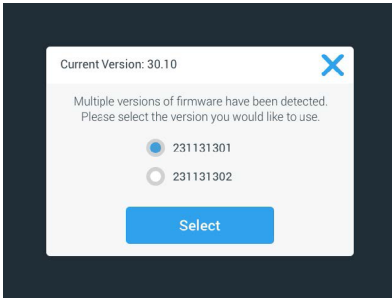 Current Version: 30.10
Multiple versions of firmware have been detected.
Please select the version you would like to use.
231131301
231131302
Select